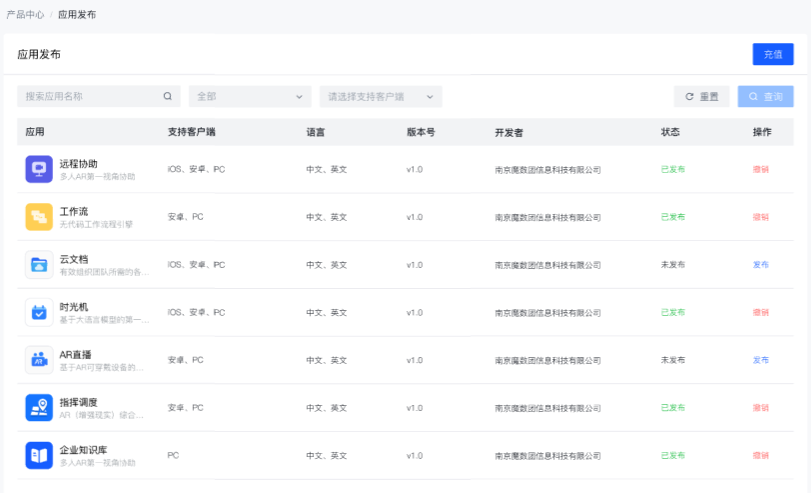 产品中心 / 应用发布
应用发布
充值
搜索应用名称 全部 请选择支持客户端 重置 查询
应用 支持客户端 语言 版本号 开发者 状态 操作
远程协助
多人AR第一视角协助
iOS、安卓、PC 中文、英文 v1.0 南京魔数团信息科技有限公司 已发布 撤销
工作流
无代码工作流程引擎
安卓、PC 中文、英文 v1.0 南京魔数团信息科技有限公司 已发布 撤销
云文档
有效组织团队所需的各...
IOS、安卓、PC 中文、英文 v1.0 南京魔数团信息科技有限公司 未发布 发布
时光机
基于大语言模型的第一...
IOS、安卓、PC 中文、英文 v1.0 南京魔数团信息科技有限公司 已发布 撤销
AR
AR直播
基于AR可穿戴设备的...
安卓、PC 中文、英文 v1.0 南京魔数团信息科技有限公司 未发布 发布
指挥调度
AR（增强现实）综合...
安卓、PC 中文、英文 v1.0 南京魔数团信息科技有限公司 已发布 撤销
企业知识库
多人AR第一视角协助
PC 中文、英文 v1.0 南京魔数团信息科技有限公司 已发布 撤销